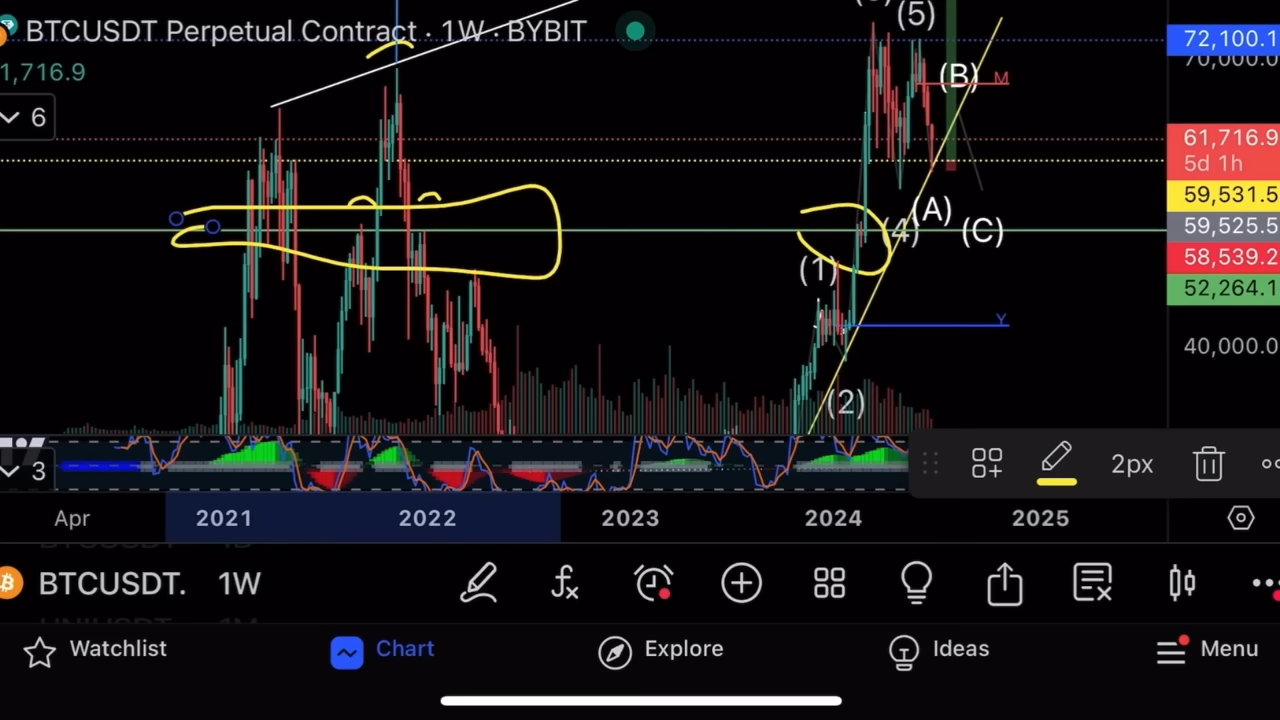 BTCUSDT Perpetual Contract · 1W · BYBIT
1,716.9
6
(5)
(B)
M
(A)
(4)
(C)
(1)
Y
(2)
72,100.1
70,000.0
61,716.9
5d 1h
59,531.5
59,525.5
58,539.2
52,264.1
40,000.0
3
2px
Apr 2021 2022 2023 2024 2025
BTCUSDT. 1W
Watchlist Chart Explore Ideas Menu